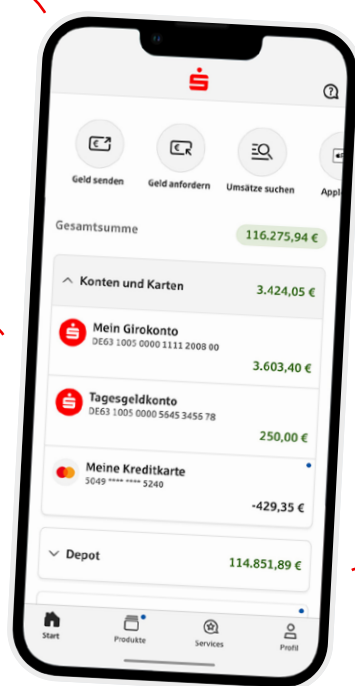 Geld senden
Geld anfordern
Umsätze suchen
Apple
Gesamtsumme
116.275,94 €
Konten und Karten
3.424,05 €
Mein Girokonto
DE63 1005 0000 1111 2008 00
3.603,40 €
Tagesgeldkonto
DE63 1005 0000 5645 3455 78
250,00 €
Meine Kreditkarte
5049 **** **** 5240
-429,35 €
Depot
114.851,89 €
Start
Produkte
Services
Profil